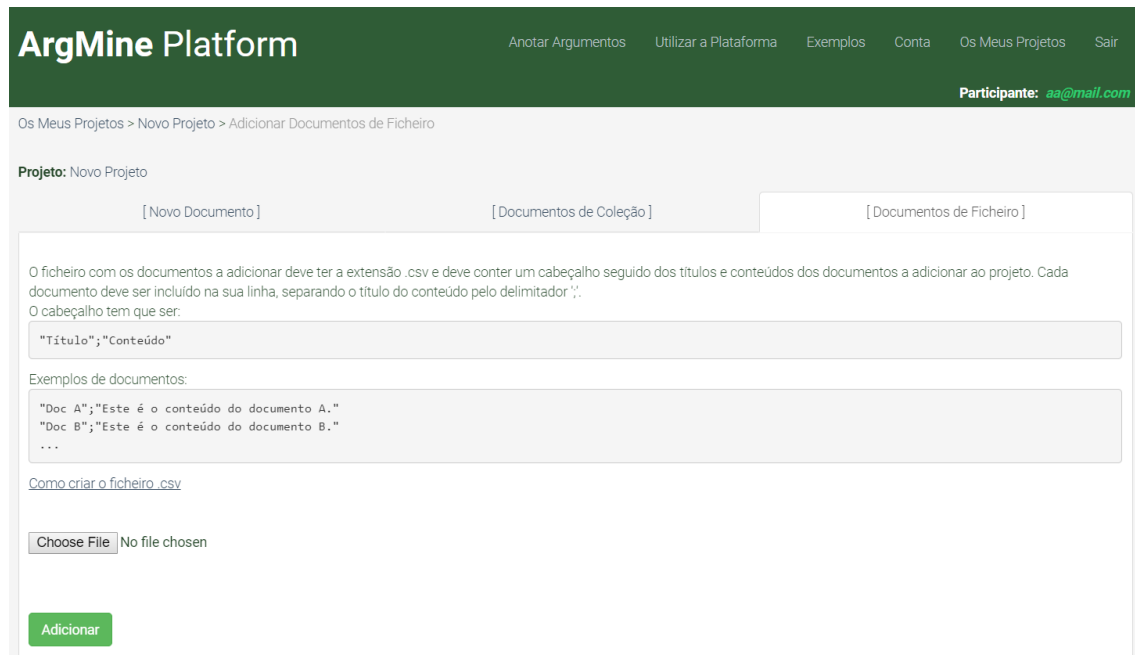 ArgMine Platform
Anotar Argumentos Utilizar a Plataforma Exemplos Conta Os Meus Projetos Sair
Participante: aa@mail.com
Os Meus Projetos > Novo Projeto > Adicionar Documentos de Ficheiro
Projeto: Novo Projeto
[ Novo Documento ] [ Documentos de Coleção ] [ Documentos de Ficheiro ]
O ficheiro com os documentos a adicionar deve ter a extensão .csv e deve conter um cabeçalho seguido dos títulos e conteúdos dos documentos a adicionar ao projeto. Cada
documento deve ser incluído na sua linha, separando o título do conteúdo pelo delimitador ';'.
O cabeçalho tem que ser:
"Título";"Conteúdo"
Exemplos de documentos:
"Doc A";"Este é o conteúdo do documento A."
"Doc B";"Este é o conteúdo do documento B."
...
Como criar o ficheiro .csv
Choose File No file chosen
Adicionar